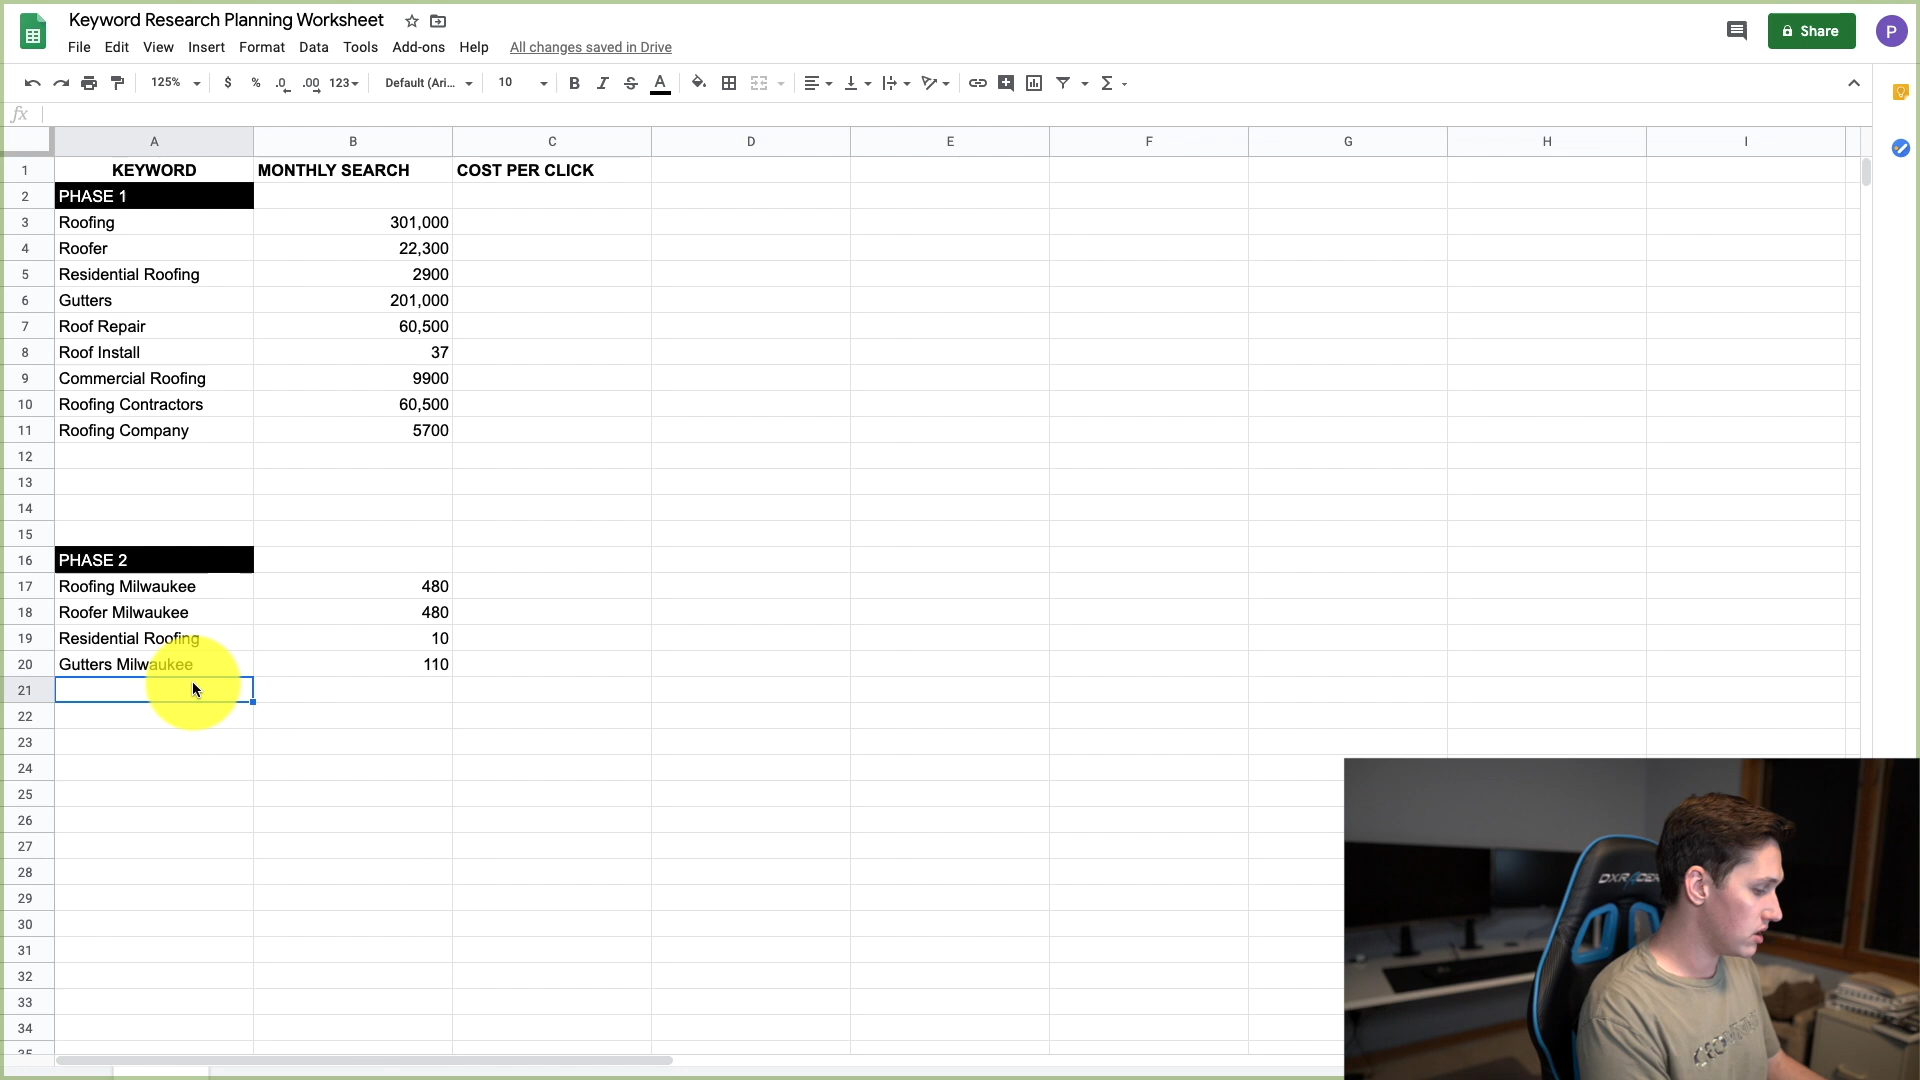 Keyword Research Planning Worksheet
File Edit View Insert Format Data Tools Add-ons Help All changes saved in Drive
Share
P
125% $ % .0 .00 123 Default (Ari... 10 B I S A
fx
A B C D E F G H I
1 KEYWORD MONTHLY SEARCH COST PER CLICK
2 PHASE 1
3 Roofing 301,000
4 Roofer 22,300
5 Residential Roofing 2900
6 Gutters 201,000
7 Roof Repair 60,500
8 Roof Install 37
9 Commercial Roofing 9900
10 Roofing Contractors 60,500
11 Roofing Company 5700
12
13
14
15
16 PHASE 2
17 Roofing Milwaukee 480
18 Roofer Milwaukee 480
19 Residential Roofing 10
20 Gutters Milwaukee 110
21
22
23
24
25
26
27
28
29
30
31
32
33
34
35
DXRACER